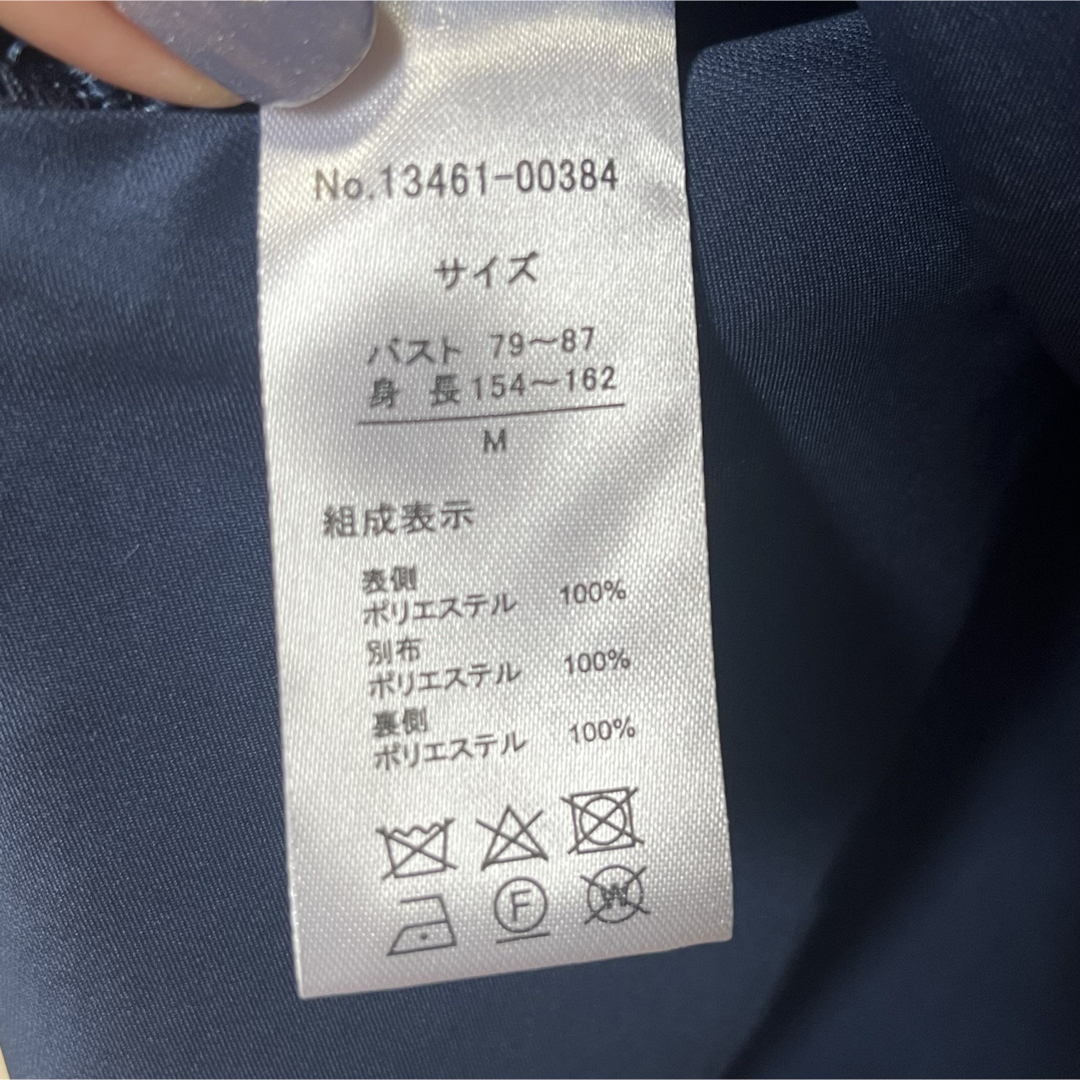 No.13461-00384
サイズ
バスト 79～87
身 長 154～162
M
組成表示
表側
ポリエステル 100%
別布
ポリエステル 100%
裏側
ポリエステル 100%
F
W